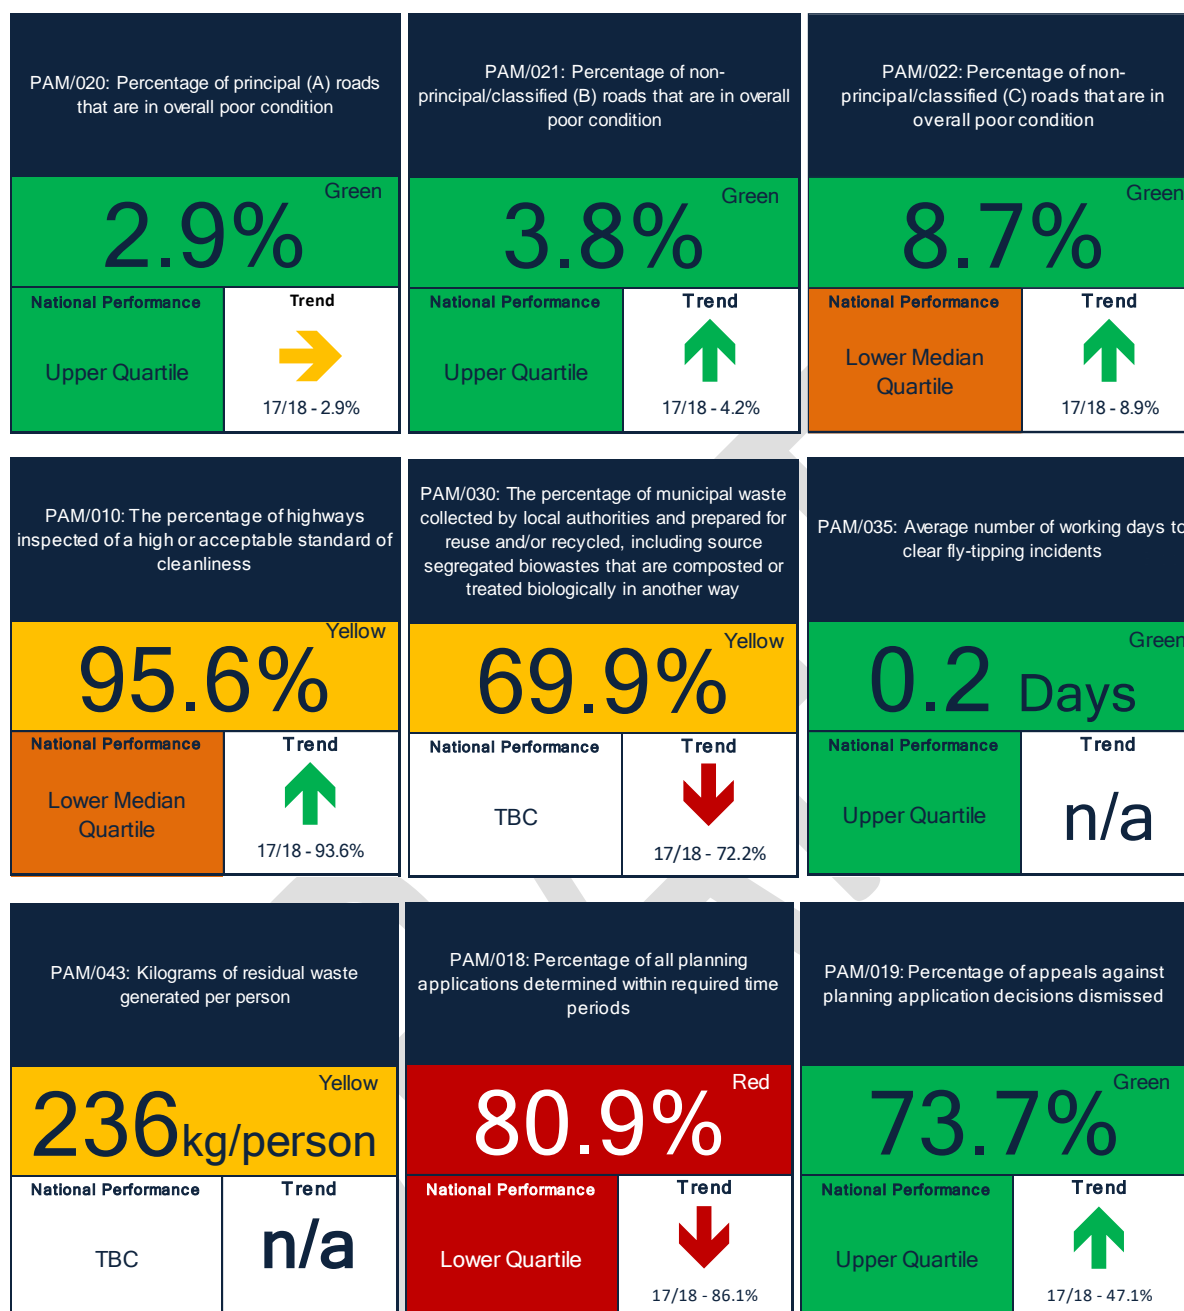 PAM/020: Percentage of principal (A) roads
that are in overall poor condition
Green
2.9%
National Performance
Upper Quartile
Trend
17/18 - 2.9%
PAM/021: Percentage of non-
principal/classified (B) roads that are in overall
poor condition
Green
3.8%
National Performance
Upper Quartile
Trend
17/18 - 4.2%
PAM/022: Percentage of non-
principal/classified (C) roads that are in
overall poor condition
Green
8.7%
National Performance
Lower Median
Quartile
Trend
17/18 - 8.9%
PAM/010: The percentage of highways
inspected of a high or acceptable standard of
cleanliness
Yellow
95.6%
National Performance
Lower Median
Quartile
Trend
17/18 - 93.6%
PAM/030: The percentage of municipal waste
collected by local authorities and prepared for
reuse and/or recycled, including source
segregated biowastes that are composted or
treated biologically in another way
Yellow
69.9%
National Performance
TBC
Trend
17/18 - 72.2%
PAM/035: Average number of working days to
clear fly-tipping incidents
Green
0.2 Days
National Performance
Upper Quartile
Trend
n/a
PAM/043: Kilograms of residual waste
generated per person
Yellow
236kg/person
National Performance
TBC
Trend
n/a
PAM/018: Percentage of all planning
applications determined within required time
periods
Red
80.9%
National Performance
Lower Quartile
Trend
17/18 - 86.1%
PAM/019: Percentage of appeals against
planning application decisions dismissed
Green
73.7%
National Performance
Upper Quartile
Trend
17/18 - 47.1%